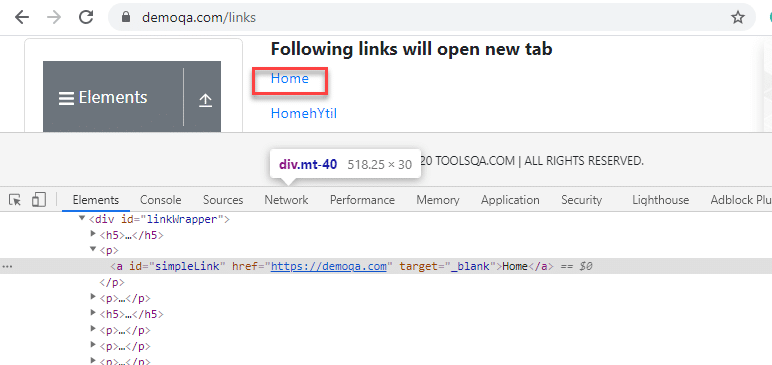 demoqa.com/links
Following links will open new tab
Home
Elements
HomehYtil
div.mt-40 518.25 × 30
20 TOOLSQA.COM | ALL RIGHTS RESERVED.
Elements Console Sources Network Performance Memory Application Security Lighthouse Adblock Plu
<div id="linkWrapper">
<h5>…</h5>
<p>
<a id="simpleLink" href="https://demoqa.com" target="_blank">Home</a> == $0
</p>
<p>…</p>
<h5>…</h5>
<p>…</p>
<p>…</p>
<p>…</p>